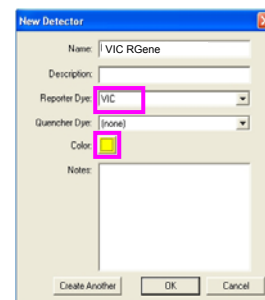 New Detector
Name: VIC RGene
Description:
Reporter Dye: VIC
Quencher Dye: (none)
Color:
Notes:
Create Another OK Cancel